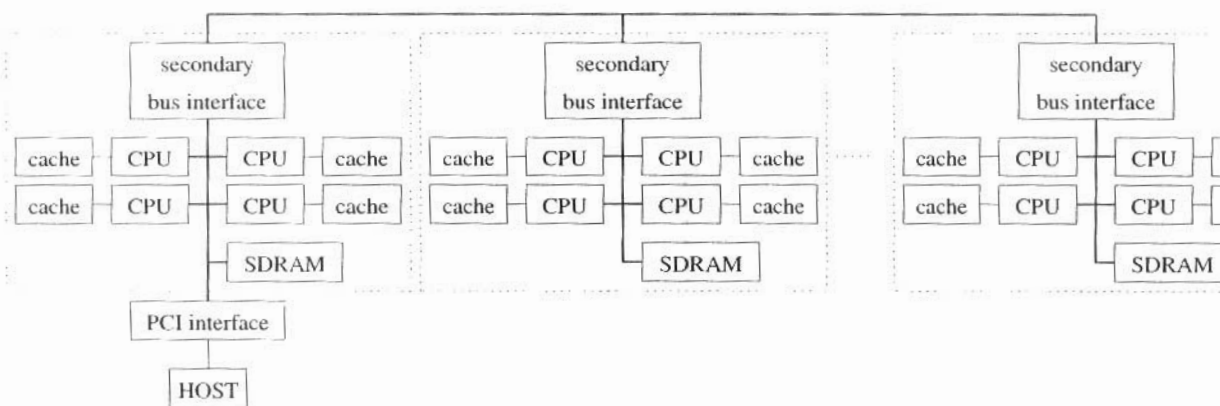 secondary
bus interface
secondary
bus interface
secondary
bus interface
cache CPU CPU cache
cache CPU CPU cache
cache CPU CPU
cache CPU CPU cache
cache CPU CPU cache
cache CPU CPU
SDRAM
SDRAM
SDRAM
PCI interface
HOST